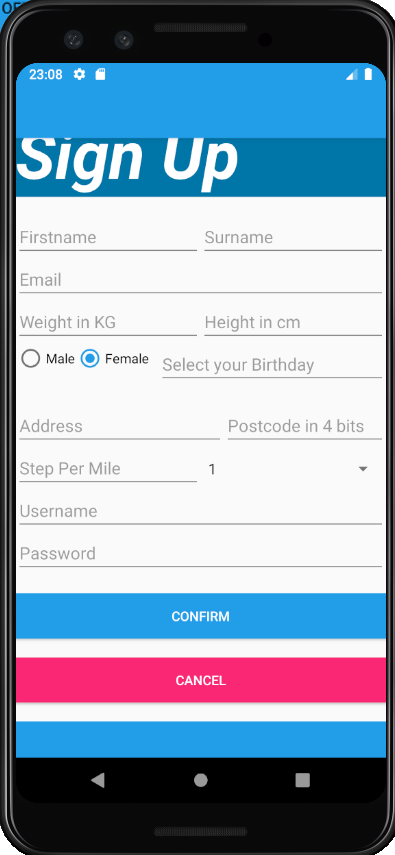 23:08
Sign Up
Firstname Surname
Email
Weight in KG Height in cm
Male Female Select your Birthday
Address Postcode in 4 bits
Step Per Mile 1
Username
Password
CONFIRM
CANCEL